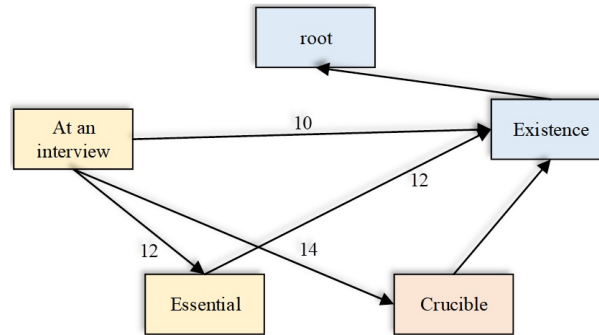 root
At an
interview
10
Existence
12
12
14
Essential
Crucible